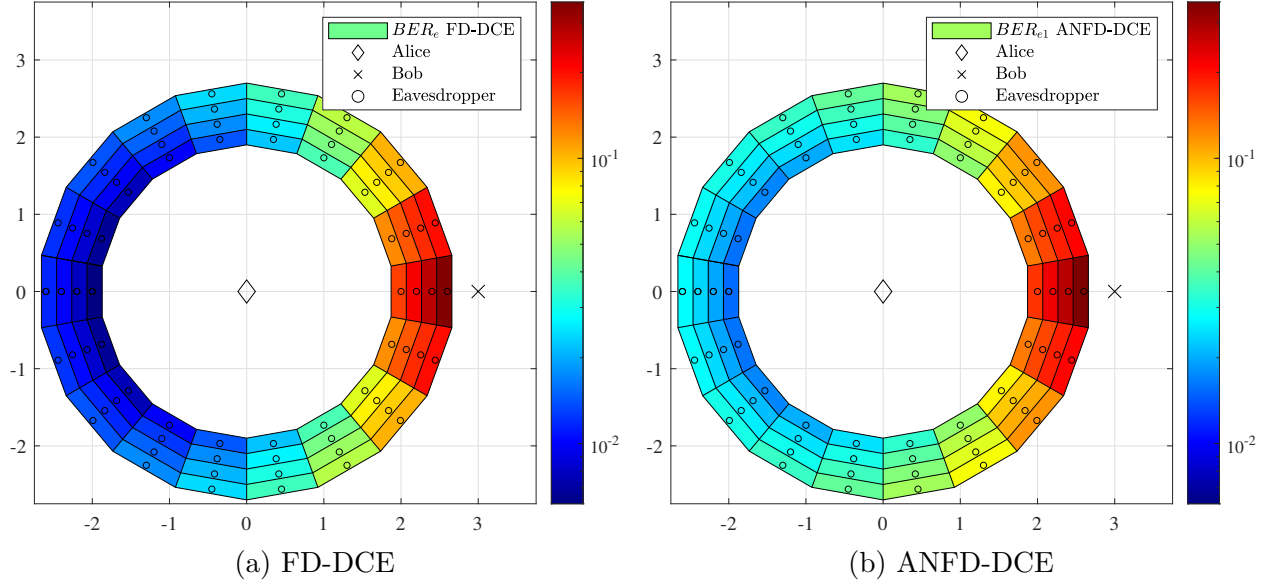 BER_e FD-DCE
Alice
Bob
Eavesdropper
3
2
1
0
-1
-2
-2
-1
0
1
2
3
10^-1
10^-2
(a) FD-DCE
BER_e1 ANFD-DCE
Alice
Bob
Eavesdropper
3
2
1
0
-1
-2
-2
-1
0
1
2
3
10^-1
10^-2
(b) ANFD-DCE